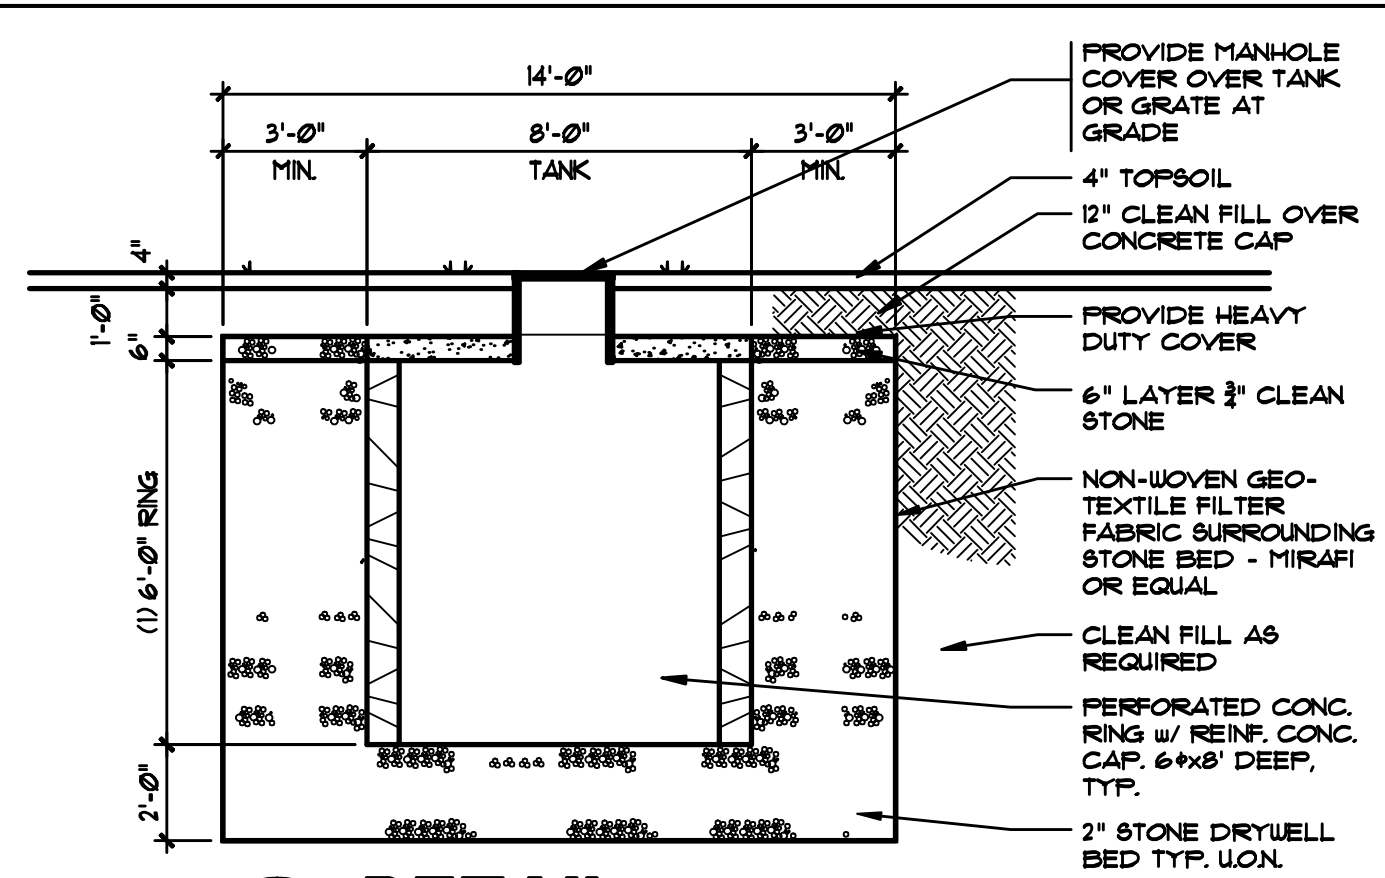 14'-0"
3'-0"
MIN.
8'-0"
TANK
3'-0"
MIN.
4"
1'-0"
6"
(1) 6'-0" RING
2'-0"
PROVIDE MANHOLE
COVER OVER TANK
OR GRATE AT
GRADE
4" TOPSOIL
12" CLEAN FILL OVER
CONCRETE CAP
PROVIDE HEAVY
DUTY COVER
6" LAYER ¾" CLEAN
STONE
NON-WOVEN GEO-
TEXTILE FILTER
FABRIC SURROUNDING
STONE BED - MIRAFI
OR EQUAL
CLEAN FILL AS
REQUIRED
PERFORATED CONC.
RING w/ REINF. CONC.
CAP. 6⌀x8' DEEP,
TYP.
2" STONE DRYWELL
BED TYP. U.O.N.